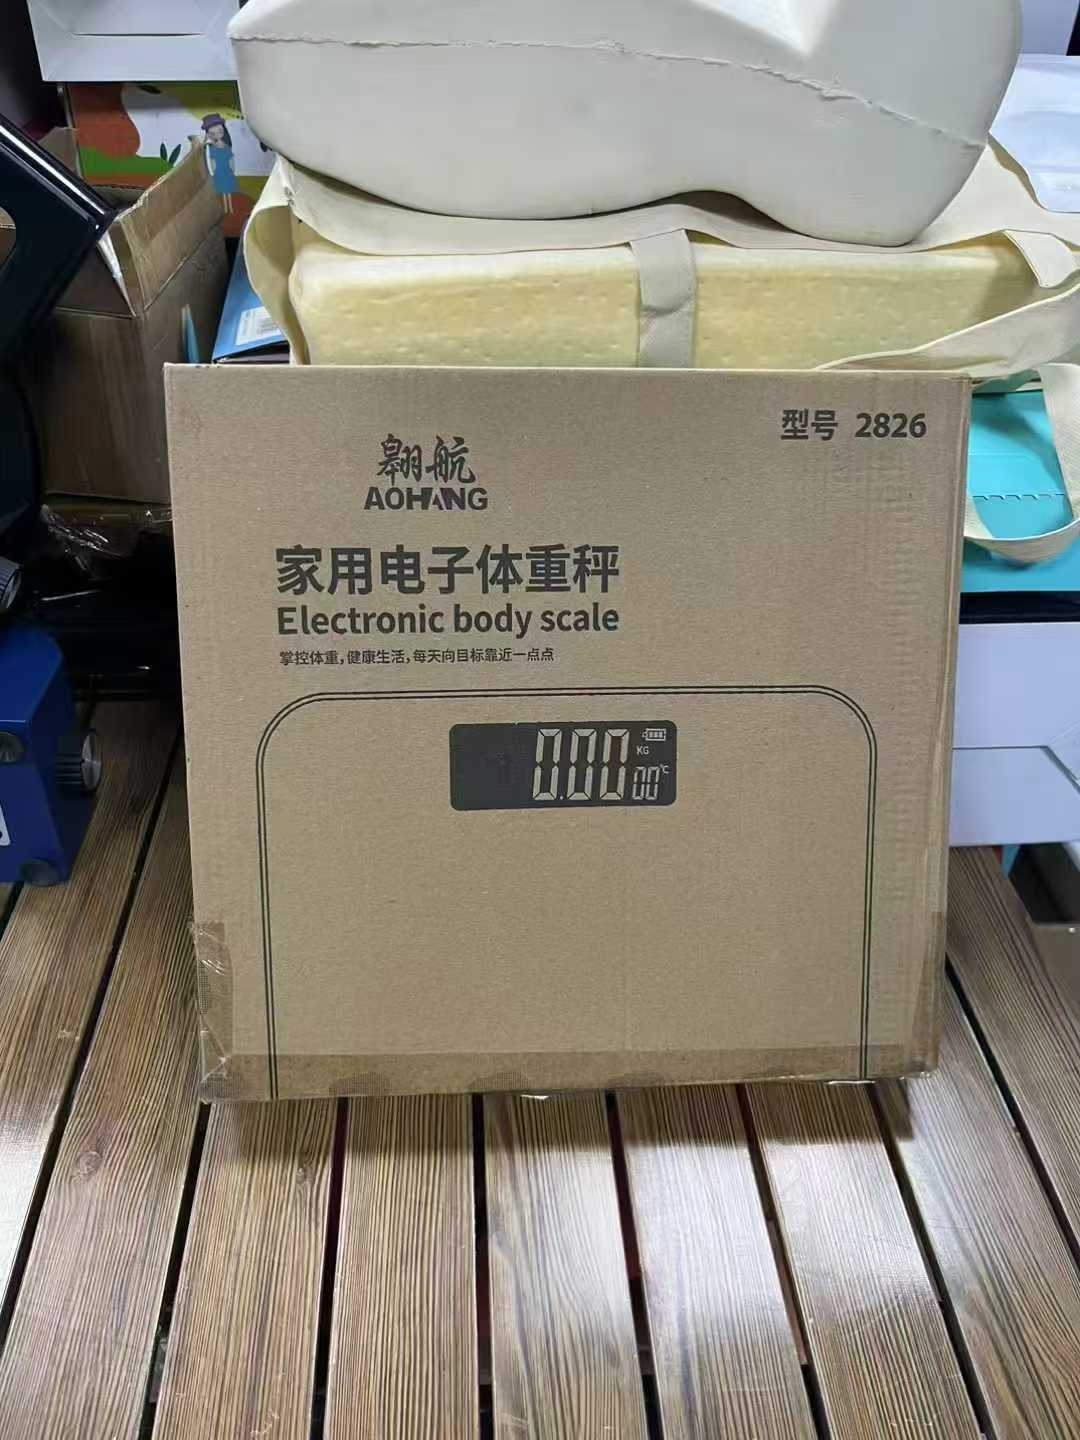 型号 2826
翱航
AOHANG
家用电子体重秤
Electronic body scale
掌控体重,健康生活,每天向目标靠近一点点
0.00
KG
00℃